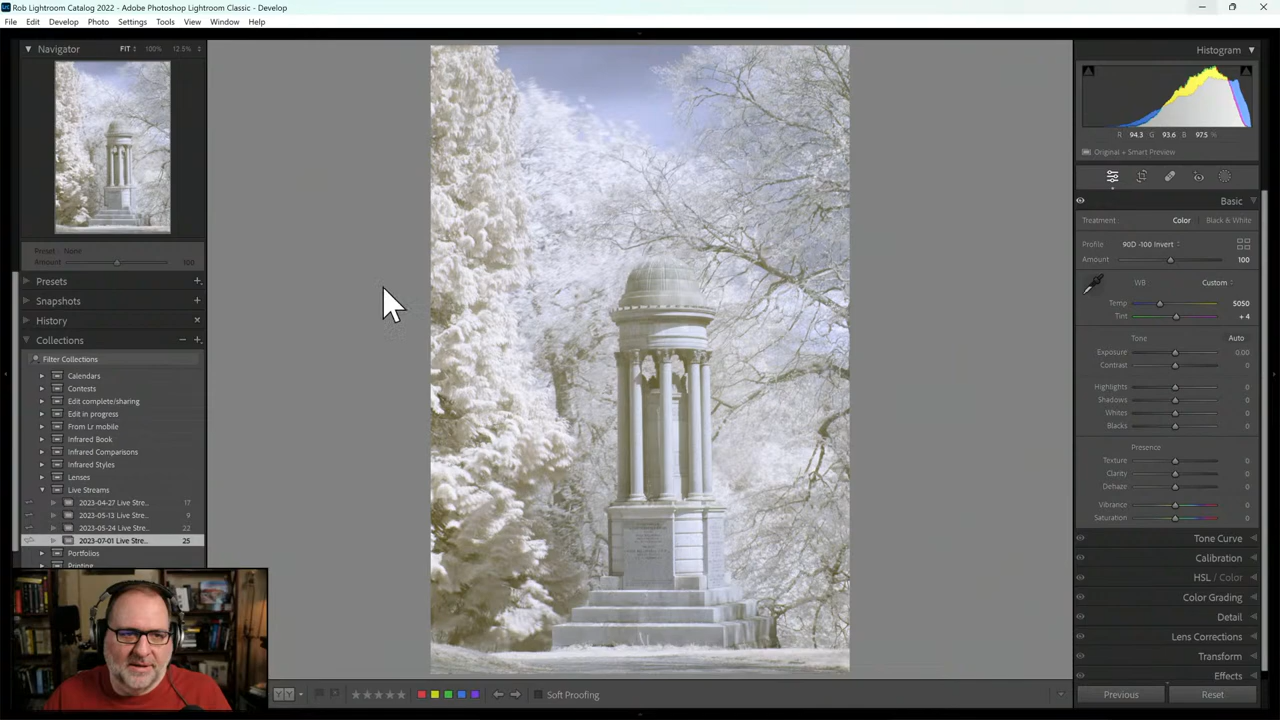 Rob Lightroom Catalog 2022 - Adobe Photoshop Lightroom Classic - Develop
File Edit Develop Photo Settings Tools View Window Help
Navigator FIT 100% 12.5%
Preset: None
Amount 100
Presets
Snapshots
History
Collections
Filter Collections
Calendars
Contests
Edit complete/sharing
Edit in progress
From Lr mobile
Infrared Book
Infrared Comparisons
Infrared Styles
Lenses
Live Streams
2023-04-27 Live Stre... 17
2023-05-13 Live Stre... 9
2023-05-24 Live Stre... 22
2023-07-01 Live Stre... 25
Portfolios
Printing
Soft Proofing
Histogram
R 94.3 G 93.6 B 97.5 %
Original + Smart Preview
Basic
Treatment: Color Black & White
Profile 90D -100 Invert
Amount 100
WB Custom
Temp 5050
Tint + 4
Tone Auto
Exposure 0.00
Contrast 0
Highlights 0
Shadows 0
Whites 0
Blacks 0
Presence
Texture 0
Clarity 0
Dehaze 0
Vibrance 0
Saturation 0
Tone Curve
Calibration
HSL / Color
Color Grading
Detail
Lens Corrections
Transform
Effects
Previous Reset